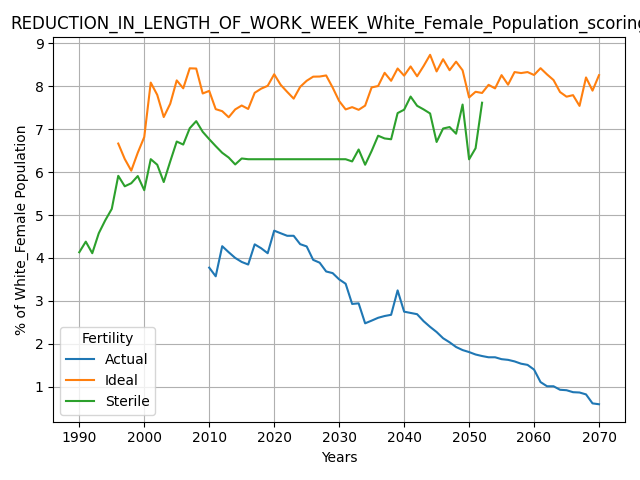 REDUCTION_IN_LENGTH_OF_WORK_WEEK_White_Female_Population_scoring
% of White_Female Population
9
8
7
6
5
4
3
2
1
Fertility
Actual
Ideal
Sterile
1990 2000 2010 2020 2030 2040 2050 2060 2070
Years